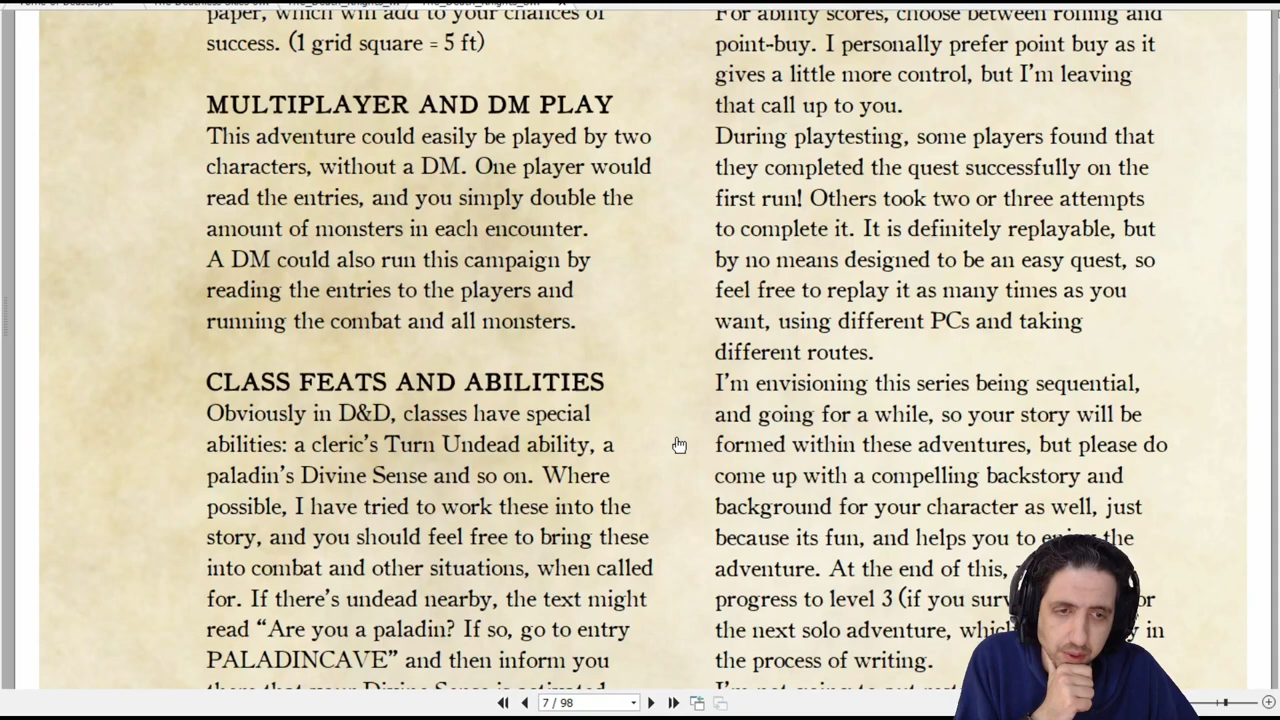 paper, which will add to your chances of
success. (1 grid square = 5 ft)
MULTIPLAYER AND DM PLAY
This adventure could easily be played by two
characters, without a DM. One player would
read the entries, and you simply double the
amount of monsters in each encounter.
A DM could also run this campaign by
reading the entries to the players and
running the combat and all monsters.
CLASS FEATS AND ABILITIES
Obviously in D&D, classes have special
abilities: a cleric's Turn Undead ability, a
paladin's Divine Sense and so on. Where
possible, I have tried to work these into the
story, and you should feel free to bring these
into combat and other situations, when called
for. If there's undead nearby, the text might
read “Are you a paladin? If so, go to entry
PALADINCAVE” and then inform you
For ability scores, choose between rolling and
point-buy. I personally prefer point buy as it
gives a little more control, but I'm leaving
that call up to you.
During playtesting, some players found that
they completed the quest successfully on the
first run! Others took two or three attempts
to complete it. It is definitely replayable, but
by no means designed to be an easy quest, so
feel free to replay it as many times as you
want, using different PCs and taking
different routes.
I'm envisioning this series being sequential,
and going for a while, so your story will be
formed within these adventures, but please do
come up with a compelling backstory and
background for your character as well, just
because its fun, and helps you to the
adventure. At the end of this,
progress to level 3 (if you
the next solo adventure, in
the process of writing.
7 / 98